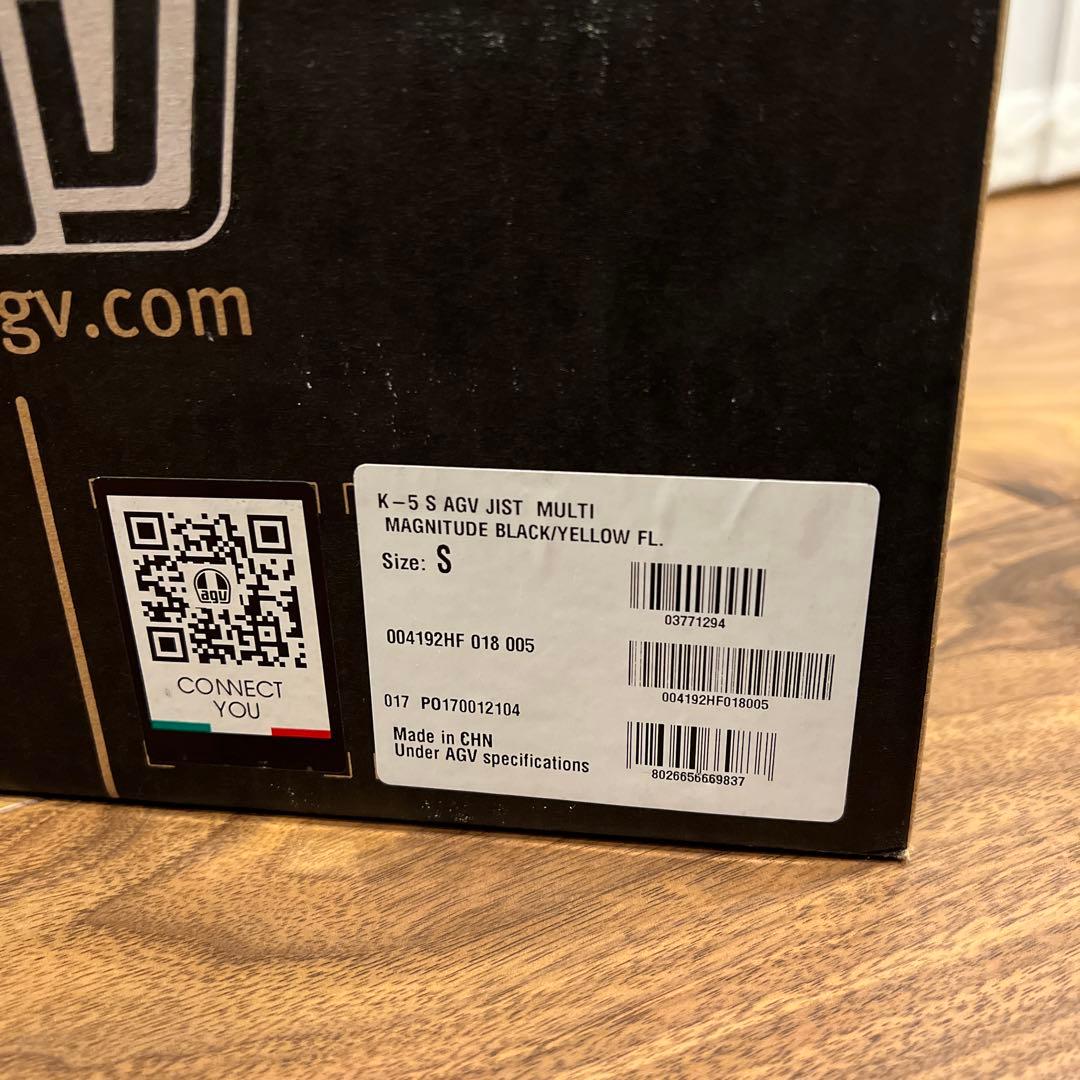 gv.com
agv
CONNECT
YOU
K-5 S AGV JIST MULTI
MAGNITUDE BLACK/YELLOW FL.
Size: S
03771294
004192HF 018 005
004192HF018005
017 PO170012104
Made in CHN
Under AGV specifications
8026656669837